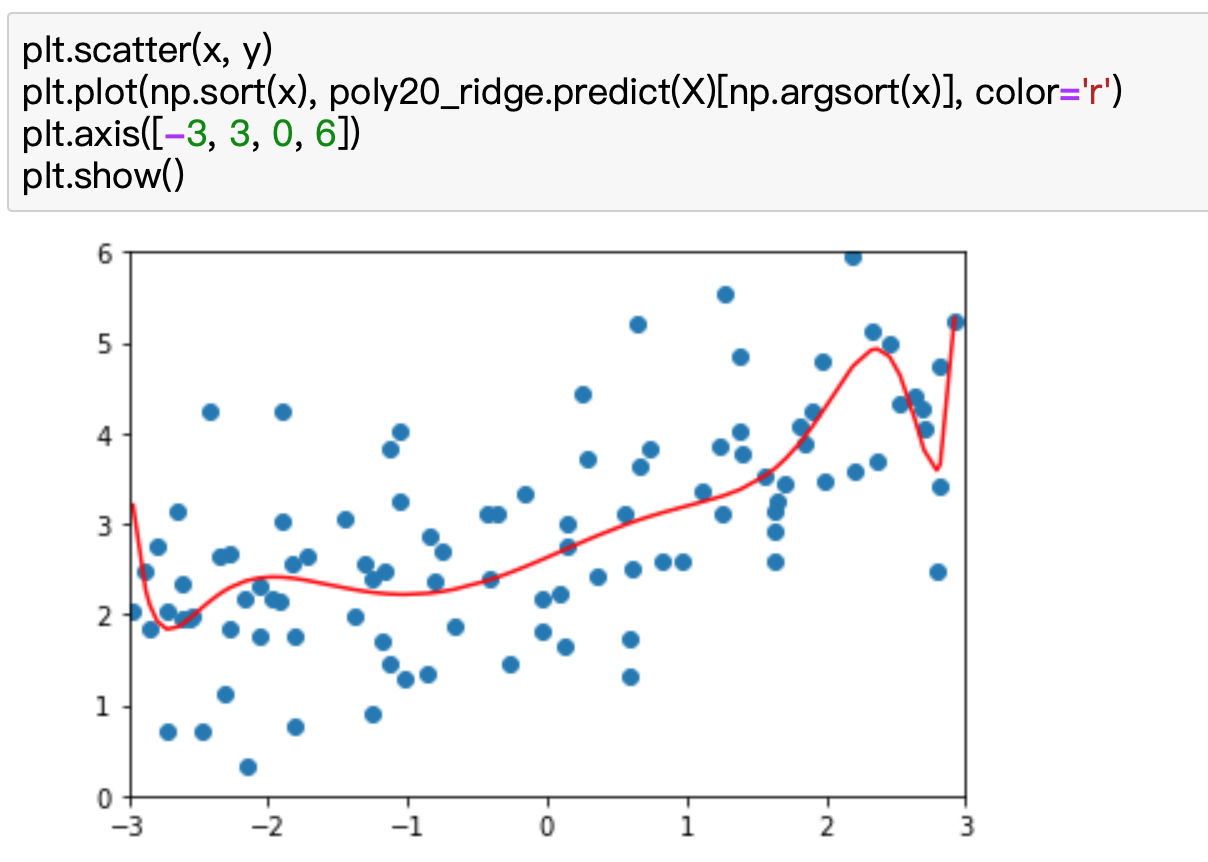 plt.scatter(x, y)
plt.plot(np.sort(x), poly20_ridge.predict(X)[np.argsort(x)], color='r')
plt.axis([-3, 3, 0, 6])
plt.show()
6
5
4
3
2
1
0
−3 −2 −1 0 1 2 3